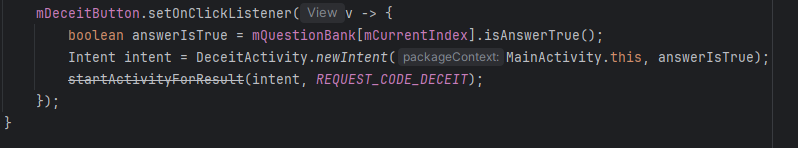 mDeceitButton.setOnClickListener( View v -> {
boolean answerIsTrue = mQuestionBank[mCurrentIndex].isAnswerTrue();
Intent intent = DeceitActivity.newIntent( packageContext: MainActivity.this, answerIsTrue);
startActivityForResult(intent, REQUEST_CODE_DECEIT);
});
}